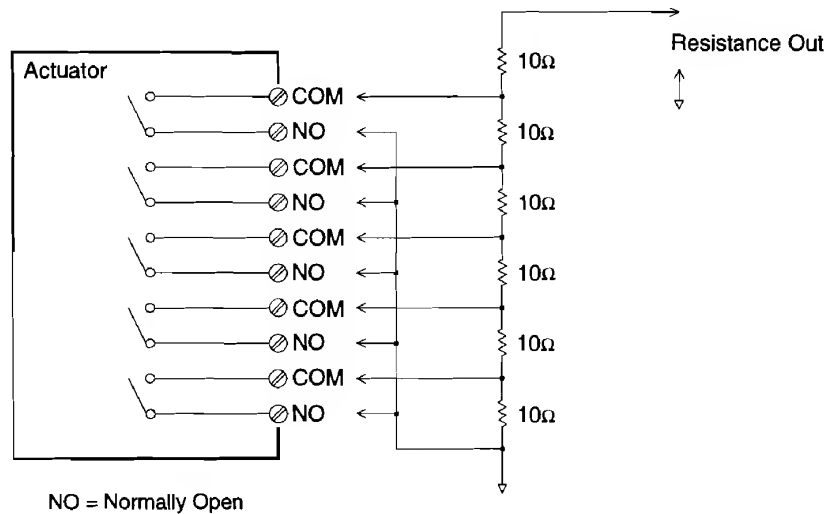 Resistance Out
Actuator
10Ω
COM
10Ω
NO
COM
10Ω
NO
COM
10Ω
NO
COM
10Ω
NO
COM
10Ω
NO
NO = Normally Open